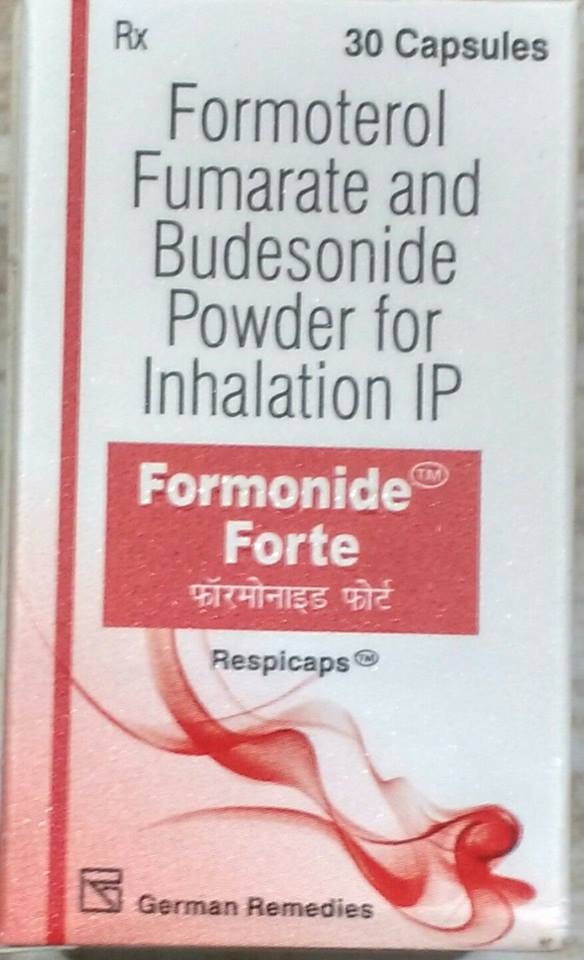 Rx
30 Capsules
Formoterol
Fumarate and
Budesonide
Powder for
Inhalation IP
Formonide™
Forte
फॉरमोनाइड फोर्ट
Respicaps™
German Remedies